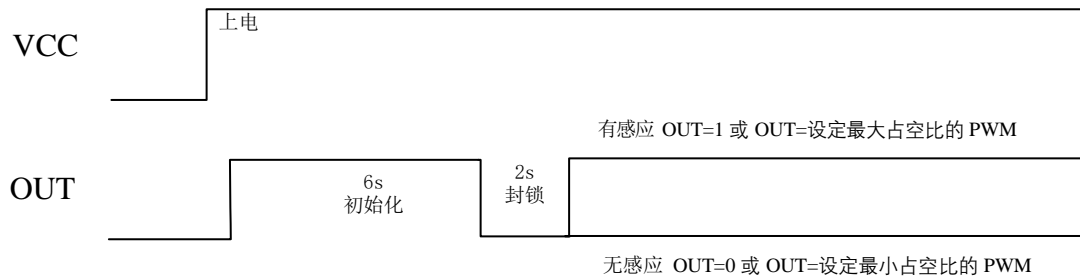 上电
VCC
有感应 OUT=1 或 OUT=设定最大占空比的 PWM
OUT
6s
初始化
2s
封锁
无感应 OUT=0 或 OUT=设定最小占空比的 PWM